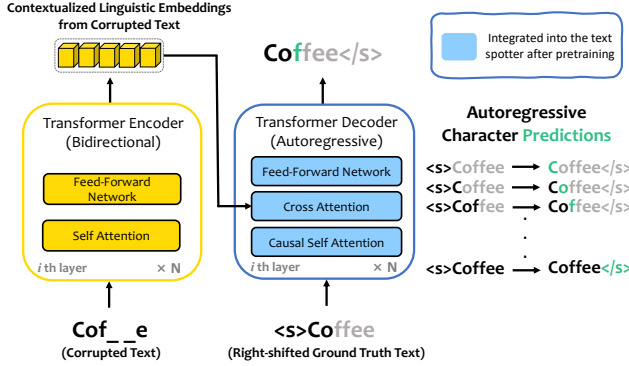 Contextualized Linguistic Embeddings
from Corrupted Text
Coffee</s>
Integrated into the text
spotter after pretraining
Transformer Encoder
(Bidirectional)
Feed-Forward
Network
Self Attention
i th layer
× N
Cof_ _e
(Corrupted Text)
Transformer Decoder
(Autoregressive)
Feed-Forward Network
Cross Attention
Causal Self Attention
i th layer
× N
<s>Coffee
(Right-shifted Ground Truth Text)
Autoregressive
Character Predictions
<s>Coffee Coffee</s>
<s>Coffee Coffee</s>
<s>Coffee Coffee</s>
.
.
.
<s>Coffee Coffee</s>